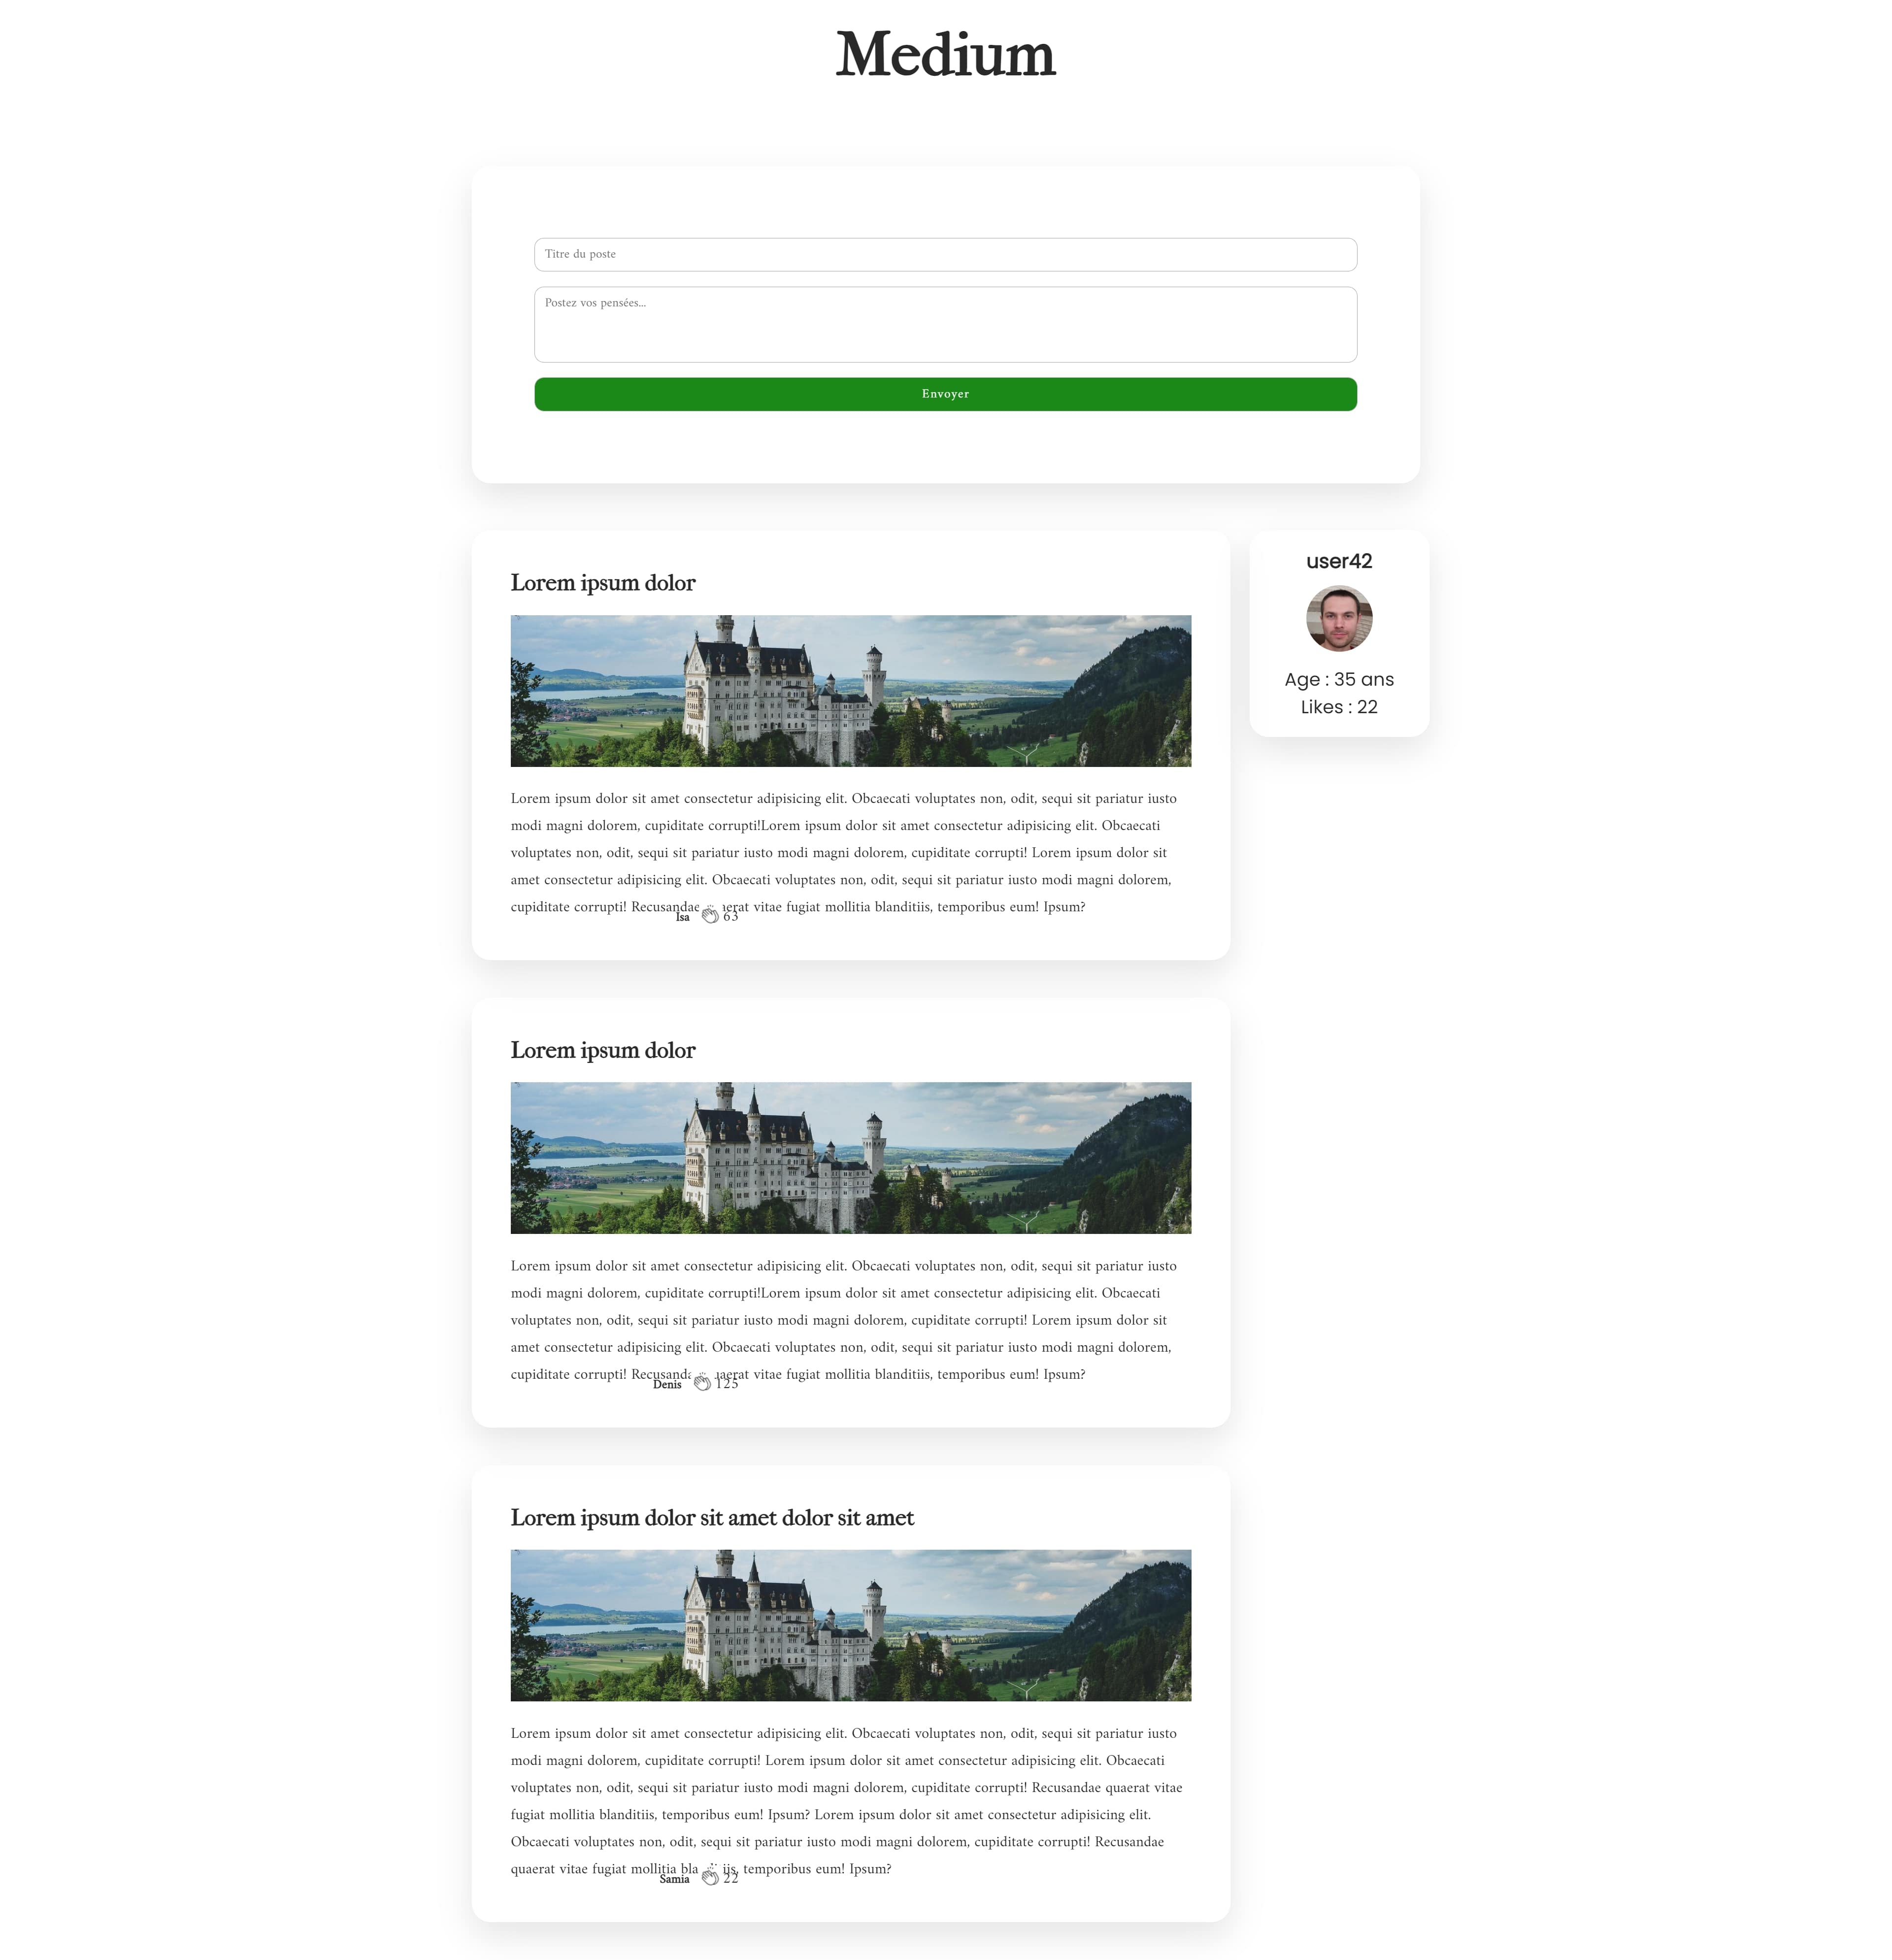 Medium
Titre du poste
Postez vos pensées...
Envoyer
Lorem ipsum dolor
Lorem ipsum dolor sit amet consectetur adipisicing elit. Obcaecati voluptates non, odit, sequi sit pariatur iusto
modi magni dolorem, cupiditate corrupti!Lorem ipsum dolor sit amet consectetur adipisicing elit. Obcaecati
voluptates non, odit, sequi sit pariatur iusto modi magni dolorem, cupiditate corrupti! Lorem ipsum dolor sit
amet consectetur adipisicing elit. Obcaecati voluptates non, odit, sequi sit pariatur iusto modi magni dolorem,
cupiditate corrupti! Recusandae vitae fugiat mollitia blanditiis, temporibus eum! Ipsum?
Isa 63
user42
Age : 35 ans
Likes : 22
Lorem ipsum dolor
Lorem ipsum dolor sit amet consectetur adipisicing elit. Obcaecati voluptates non, odit, sequi sit pariatur iusto
modi magni dolorem, cupiditate corrupti!Lorem ipsum dolor sit amet consectetur adipisicing elit. Obcaecati
voluptates non, odit, sequi sit pariatur iusto modi magni dolorem, cupiditate corrupti! Lorem ipsum dolor sit
amet consectetur adipisicing elit. Obcaecati voluptates non, odit, sequi sit pariatur iusto modi magni dolorem,
cupiditate corrupti! vitae fugiat mollitia blanditiis, temporibus eum! Ipsum?
Denis 125
Lorem ipsum dolor sit amet dolor sit amet
Lorem ipsum dolor sit amet consectetur adipisicing elit. Obcaecati voluptates non, odit, sequi sit pariatur iusto
modi magni dolorem, cupiditate corrupti! Lorem ipsum dolor sit amet consectetur adipisicing elit. Obcaecati
voluptates non, odit, sequi sit pariatur iusto modi magni dolorem, cupiditate corrupti! Recusandae quaerat vitae
fugiat mollitia blanditiis, temporibus eum! Ipsum? Lorem ipsum dolor sit amet consectetur adipisicing elit.
Obcaecati voluptates non, odit, sequi sit pariatur iusto modi magni dolorem, cupiditate corrupti! Recusandae
quaerat vitae fugiat mollitia temporibus eum! Ipsum?
Samia 22